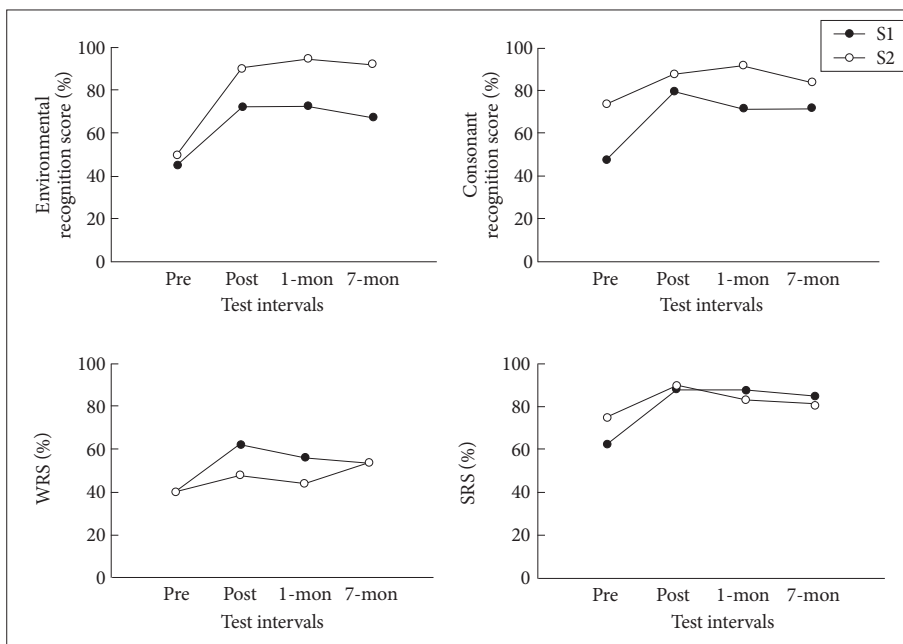 S1
S2
Environmental
recognition score (%)
100
80
60
40
20
0
Pre Post 1-mon 7-mon
Test intervals
Consonant
recognition score (%)
100
80
60
40
20
0
Pre Post 1-mon 7-mon
Test intervals
WRS (%)
100
80
60
40
20
0
Pre Post 1-mon 7-mon
Test intervals
SRS (%)
100
80
60
40
20
0
Pre Post 1-mon 7-mon
Test intervals